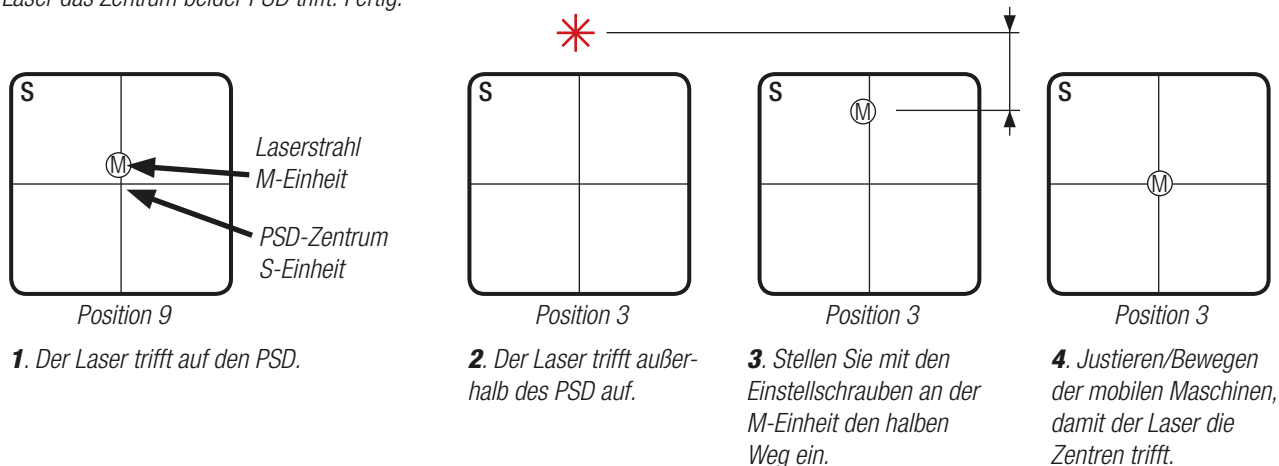 Laser das Zentrum beider PSD trifft. Fertig.
S
M
Laserstrahl
M-Einheit
PSD-Zentrum
S-Einheit
Position 9
1. Der Laser trifft auf den PSD.
S
Position 3
2. Der Laser trifft außer-
halb des PSD auf.
S
M
Position 3
3. Stellen Sie mit den
Einstellschrauben an der
M-Einheit den halben
Weg ein.
S
M
Position 3
4. Justieren/Bewegen
der mobilen Maschinen,
damit der Laser die
Zentren trifft.